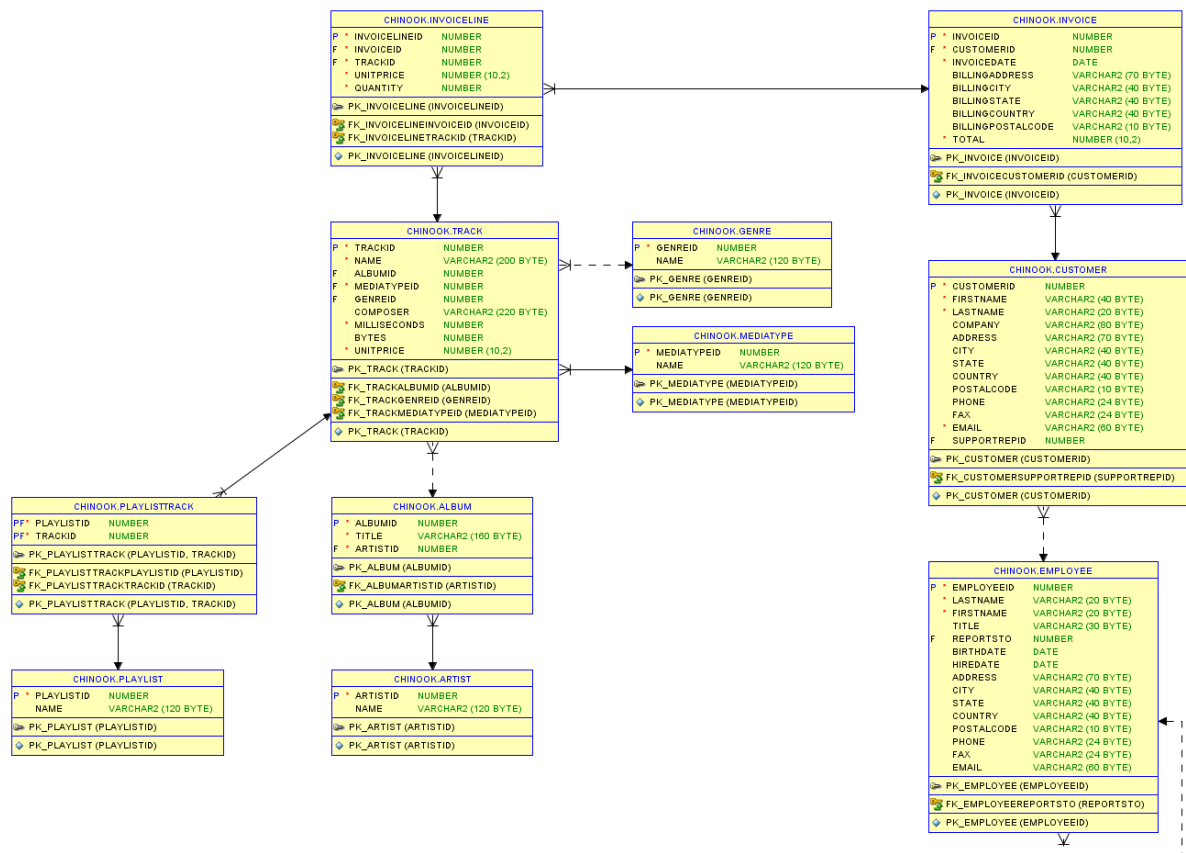 CHINOOK.INVOICELINE
P * INVOICELINEID NUMBER
F * INVOICEID NUMBER
F * TRACKID NUMBER
* UNITPRICE NUMBER (10,2)
* QUANTITY NUMBER
PK_INVOICELINE (INVOICELINEID)
FK_INVOICELINEINVOICEID (INVOICEID)
FK_INVOICELINETRACKID (TRACKID)
PK_INVOICELINE (INVOICELINEID)
CHINOOK.INVOICE
P * INVOICEID NUMBER
F * CUSTOMERID NUMBER
* INVOICEDATE DATE
BILLINGADDRESS VARCHAR2 (70 BYTE)
BILLINGCITY VARCHAR2 (40 BYTE)
BILLINGSTATE VARCHAR2 (40 BYTE)
BILLINGCOUNTRY VARCHAR2 (40 BYTE)
BILLINGPOSTALCODE VARCHAR2 (10 BYTE)
* TOTAL NUMBER (10,2)
PK_INVOICE (INVOICEID)
FK_INVOICECUSTOMERID (CUSTOMERID)
PK_INVOICE (INVOICEID)
CHINOOK.TRACK
P * TRACKID NUMBER
* NAME VARCHAR2 (200 BYTE)
F ALBUMID NUMBER
F * MEDIATYPEID NUMBER
F GENREID NUMBER
COMPOSER VARCHAR2 (220 BYTE)
* MILLISECONDS NUMBER
BYTES NUMBER
* UNITPRICE NUMBER (10,2)
PK_TRACK (TRACKID)
FK_TRACKALBUMID (ALBUMID)
FK_TRACKGENREID (GENREID)
FK_TRACKMEDIATYPEID (MEDIATYPEID)
PK_TRACK (TRACKID)
CHINOOK.GENRE
P * GENREID NUMBER
NAME VARCHAR2 (120 BYTE)
PK_GENRE (GENREID)
PK_GENRE (GENREID)
CHINOOK.MEDIATYPE
P * MEDIATYPEID NUMBER
NAME VARCHAR2 (120 BYTE)
PK_MEDIATYPE (MEDIATYPEID)
PK_MEDIATYPE (MEDIATYPEID)
CHINOOK.CUSTOMER
P * CUSTOMERID NUMBER
* FIRSTNAME VARCHAR2 (40 BYTE)
* LASTNAME VARCHAR2 (20 BYTE)
COMPANY VARCHAR2 (80 BYTE)
ADDRESS VARCHAR2 (70 BYTE)
CITY VARCHAR2 (40 BYTE)
STATE VARCHAR2 (40 BYTE)
COUNTRY VARCHAR2 (40 BYTE)
POSTALCODE VARCHAR2 (10 BYTE)
PHONE VARCHAR2 (24 BYTE)
FAX VARCHAR2 (24 BYTE)
* EMAIL VARCHAR2 (60 BYTE)
F SUPPORTREPID NUMBER
PK_CUSTOMER (CUSTOMERID)
FK_CUSTOMERSUPPORTREPID (SUPPORTREPID)
PK_CUSTOMER (CUSTOMERID)
CHINOOK.PLAYLISTTRACK
PF* PLAYLISTID NUMBER
PF* TRACKID NUMBER
PK_PLAYLISTTRACK (PLAYLISTID, TRACKID)
FK_PLAYLISTTRACKPLAYLISTID (PLAYLISTID)
FK_PLAYLISTTRACKTRACKID (TRACKID)
PK_PLAYLISTTRACK (PLAYLISTID, TRACKID)
CHINOOK.ALBUM
P * ALBUMID NUMBER
* TITLE VARCHAR2 (160 BYTE)
F * ARTISTID NUMBER
PK_ALBUM (ALBUMID)
FK_ALBUMARTISTID (ARTISTID)
PK_ALBUM (ALBUMID)
CHINOOK.PLAYLIST
P * PLAYLISTID NUMBER
NAME VARCHAR2 (120 BYTE)
PK_PLAYLIST (PLAYLISTID)
PK_PLAYLIST (PLAYLISTID)
CHINOOK.ARTIST
P * ARTISTID NUMBER
NAME VARCHAR2 (120 BYTE)
PK_ARTIST (ARTISTID)
PK_ARTIST (ARTISTID)
CHINOOK.EMPLOYEE
P * EMPLOYEEID NUMBER
* LASTNAME VARCHAR2 (20 BYTE)
* FIRSTNAME VARCHAR2 (20 BYTE)
TITLE VARCHAR2 (30 BYTE)
F REPORTSTO NUMBER
BIRTHDATE DATE
HIREDATE DATE
ADDRESS VARCHAR2 (70 BYTE)
CITY VARCHAR2 (40 BYTE)
STATE VARCHAR2 (40 BYTE)
COUNTRY VARCHAR2 (40 BYTE)
POSTALCODE VARCHAR2 (10 BYTE)
PHONE VARCHAR2 (24 BYTE)
FAX VARCHAR2 (24 BYTE)
EMAIL VARCHAR2 (60 BYTE)
PK_EMPLOYEE (EMPLOYEEID)
FK_EMPLOYEEREPORTSTO (REPORTSTO)
PK_EMPLOYEE (EMPLOYEEID)